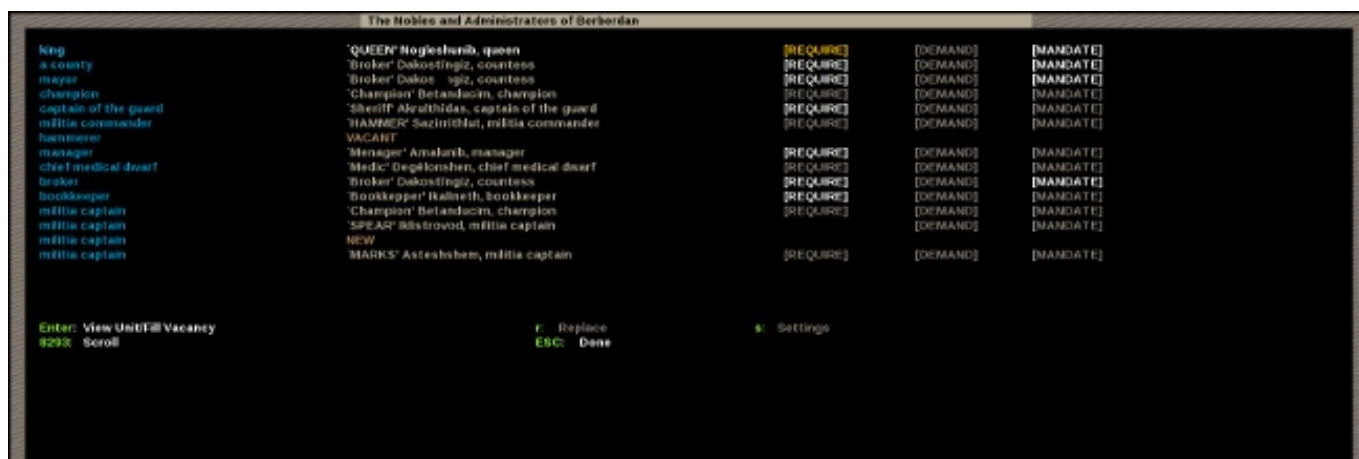 The Nobles and Administrators of Berberdan
king `QUEEN' Nogleshunib, queen [REQUIRE] [DEMAND] [MANDATE]
a county `Broker' Dakostingiz, countess [REQUIRE] [DEMAND] [MANDATE]
mayor `Broker' Dakos giz, countess [REQUIRE] [DEMAND] [MANDATE]
champion `Champion' Betanducim, champion [REQUIRE] [DEMAND] [MANDATE]
captain of the guard `Sheriff' Akrulthidas, captain of the guard [REQUIRE] [DEMAND] [MANDATE]
militia commander `HAMMER' Sazirrithlut, militia commander [REQUIRE] [DEMAND] [MANDATE]
hammerer VACANT
manager `Menager' Amalunib, manager [REQUIRE] [DEMAND] [MANDATE]
chief medical dwarf `Medic' Degëlonshen, chief medical dwarf [REQUIRE] [DEMAND] [MANDATE]
broker `Broker' Dakostingiz, countess [REQUIRE] [DEMAND] [MANDATE]
bookkeeper `Bookkepper' Ikalneth, bookkeeper [REQUIRE] [DEMAND] [MANDATE]
militia captain `Champion' Betanducim, champion [REQUIRE] [DEMAND] [MANDATE]
militia captain `SPEAR' Iklistrovod, militia captain [DEMAND] [MANDATE]
militia captain NEW
militia captain `MARKS' Asteshshem, militia captain [REQUIRE] [DEMAND] [MANDATE]
Enter: View Unit/Fill Vacancy r: Replace s: Settings
8293: Scroll ESC: Done